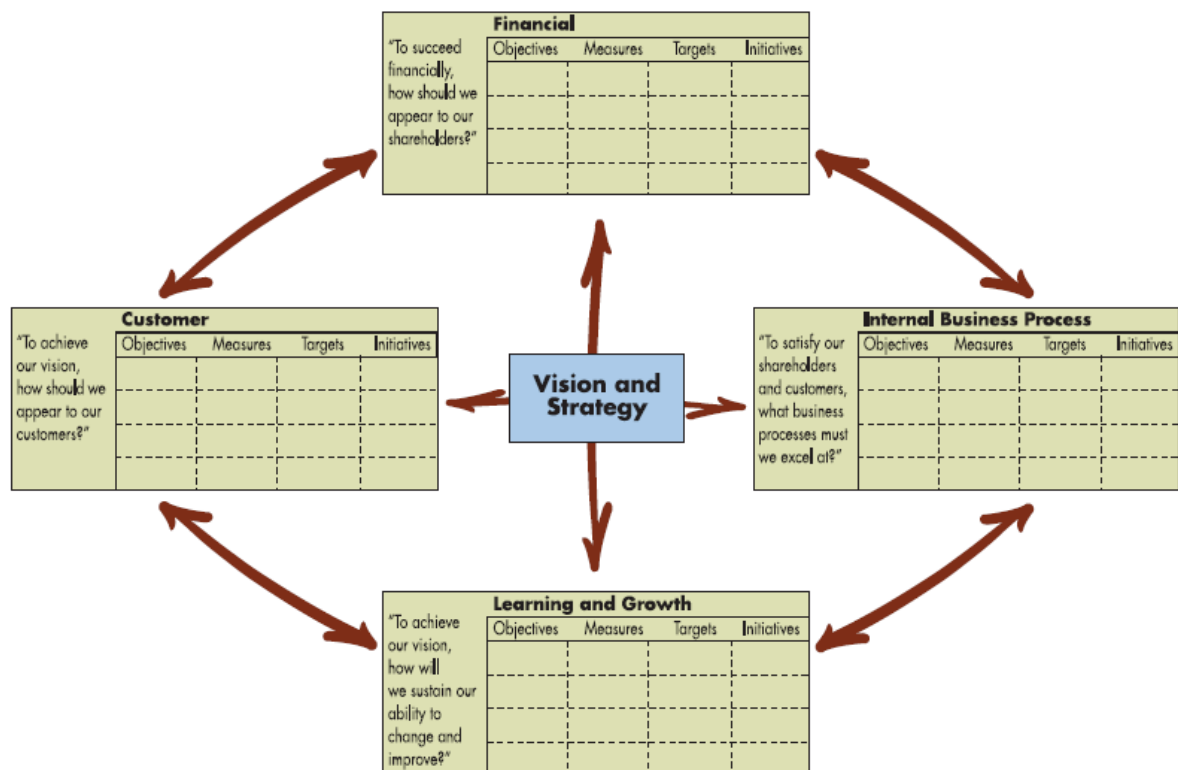 Financial
"To succeed
financially,
how should we
appear to our
shareholders?"
Objectives Measures Targets Initiatives
Customer
"To achieve
our vision,
how should we
appear to our
customers?"
Objectives Measures Targets Initiatives
Vision and
Strategy
Internal Business Process
"To satisfy our
shareholders
and customers,
what business
processes must
we excel at?"
Objectives Measures Targets Initiatives
Learning and Growth
"To achieve
our vision,
how will
we sustain our
ability to
change and
improve?"
Objectives Measures Targets Initiatives